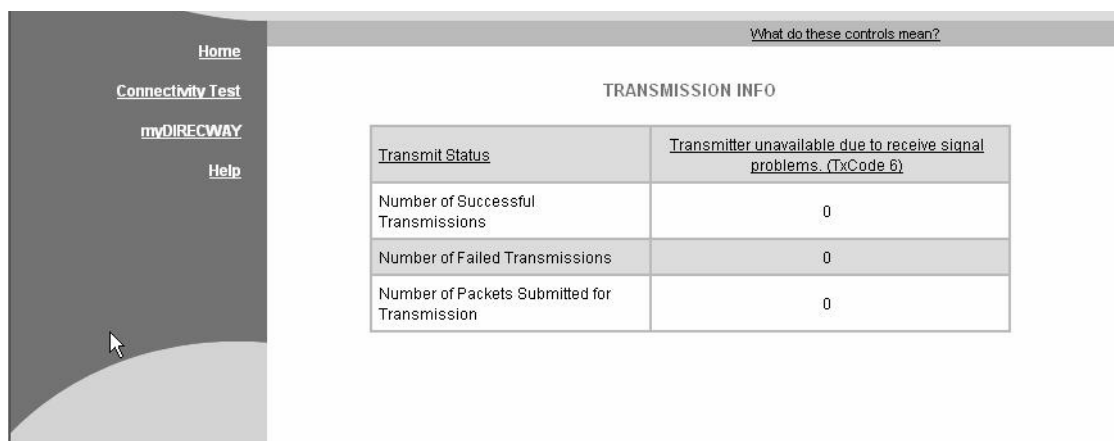 What do these controls mean?
Home
Connectivity Test
myDIRECWAY
Help
TRANSMISSION INFO
Transmit Status
Transmitter unavailable due to receive signal
problems. (TxCode 6)
Number of Successful
Transmissions
0
Number of Failed Transmissions
0
Number of Packets Submitted for
Transmission
0